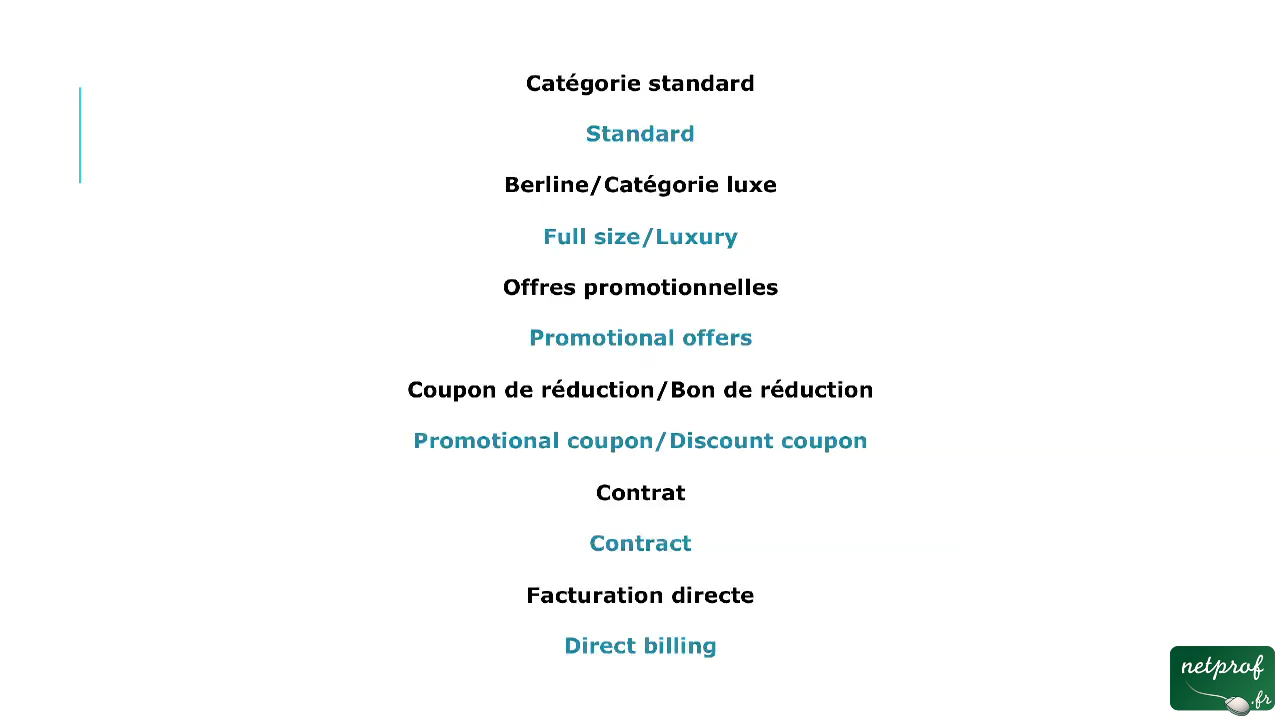 Catégorie standard
Standard
Berline/Catégorie luxe
Full size/Luxury
Offres promotionnelles
Promotional offers
Coupon de réduction/Bon de réduction
Promotional coupon/Discount coupon
Contrat
Contract
Facturation directe
Direct billing
netprof
.fr